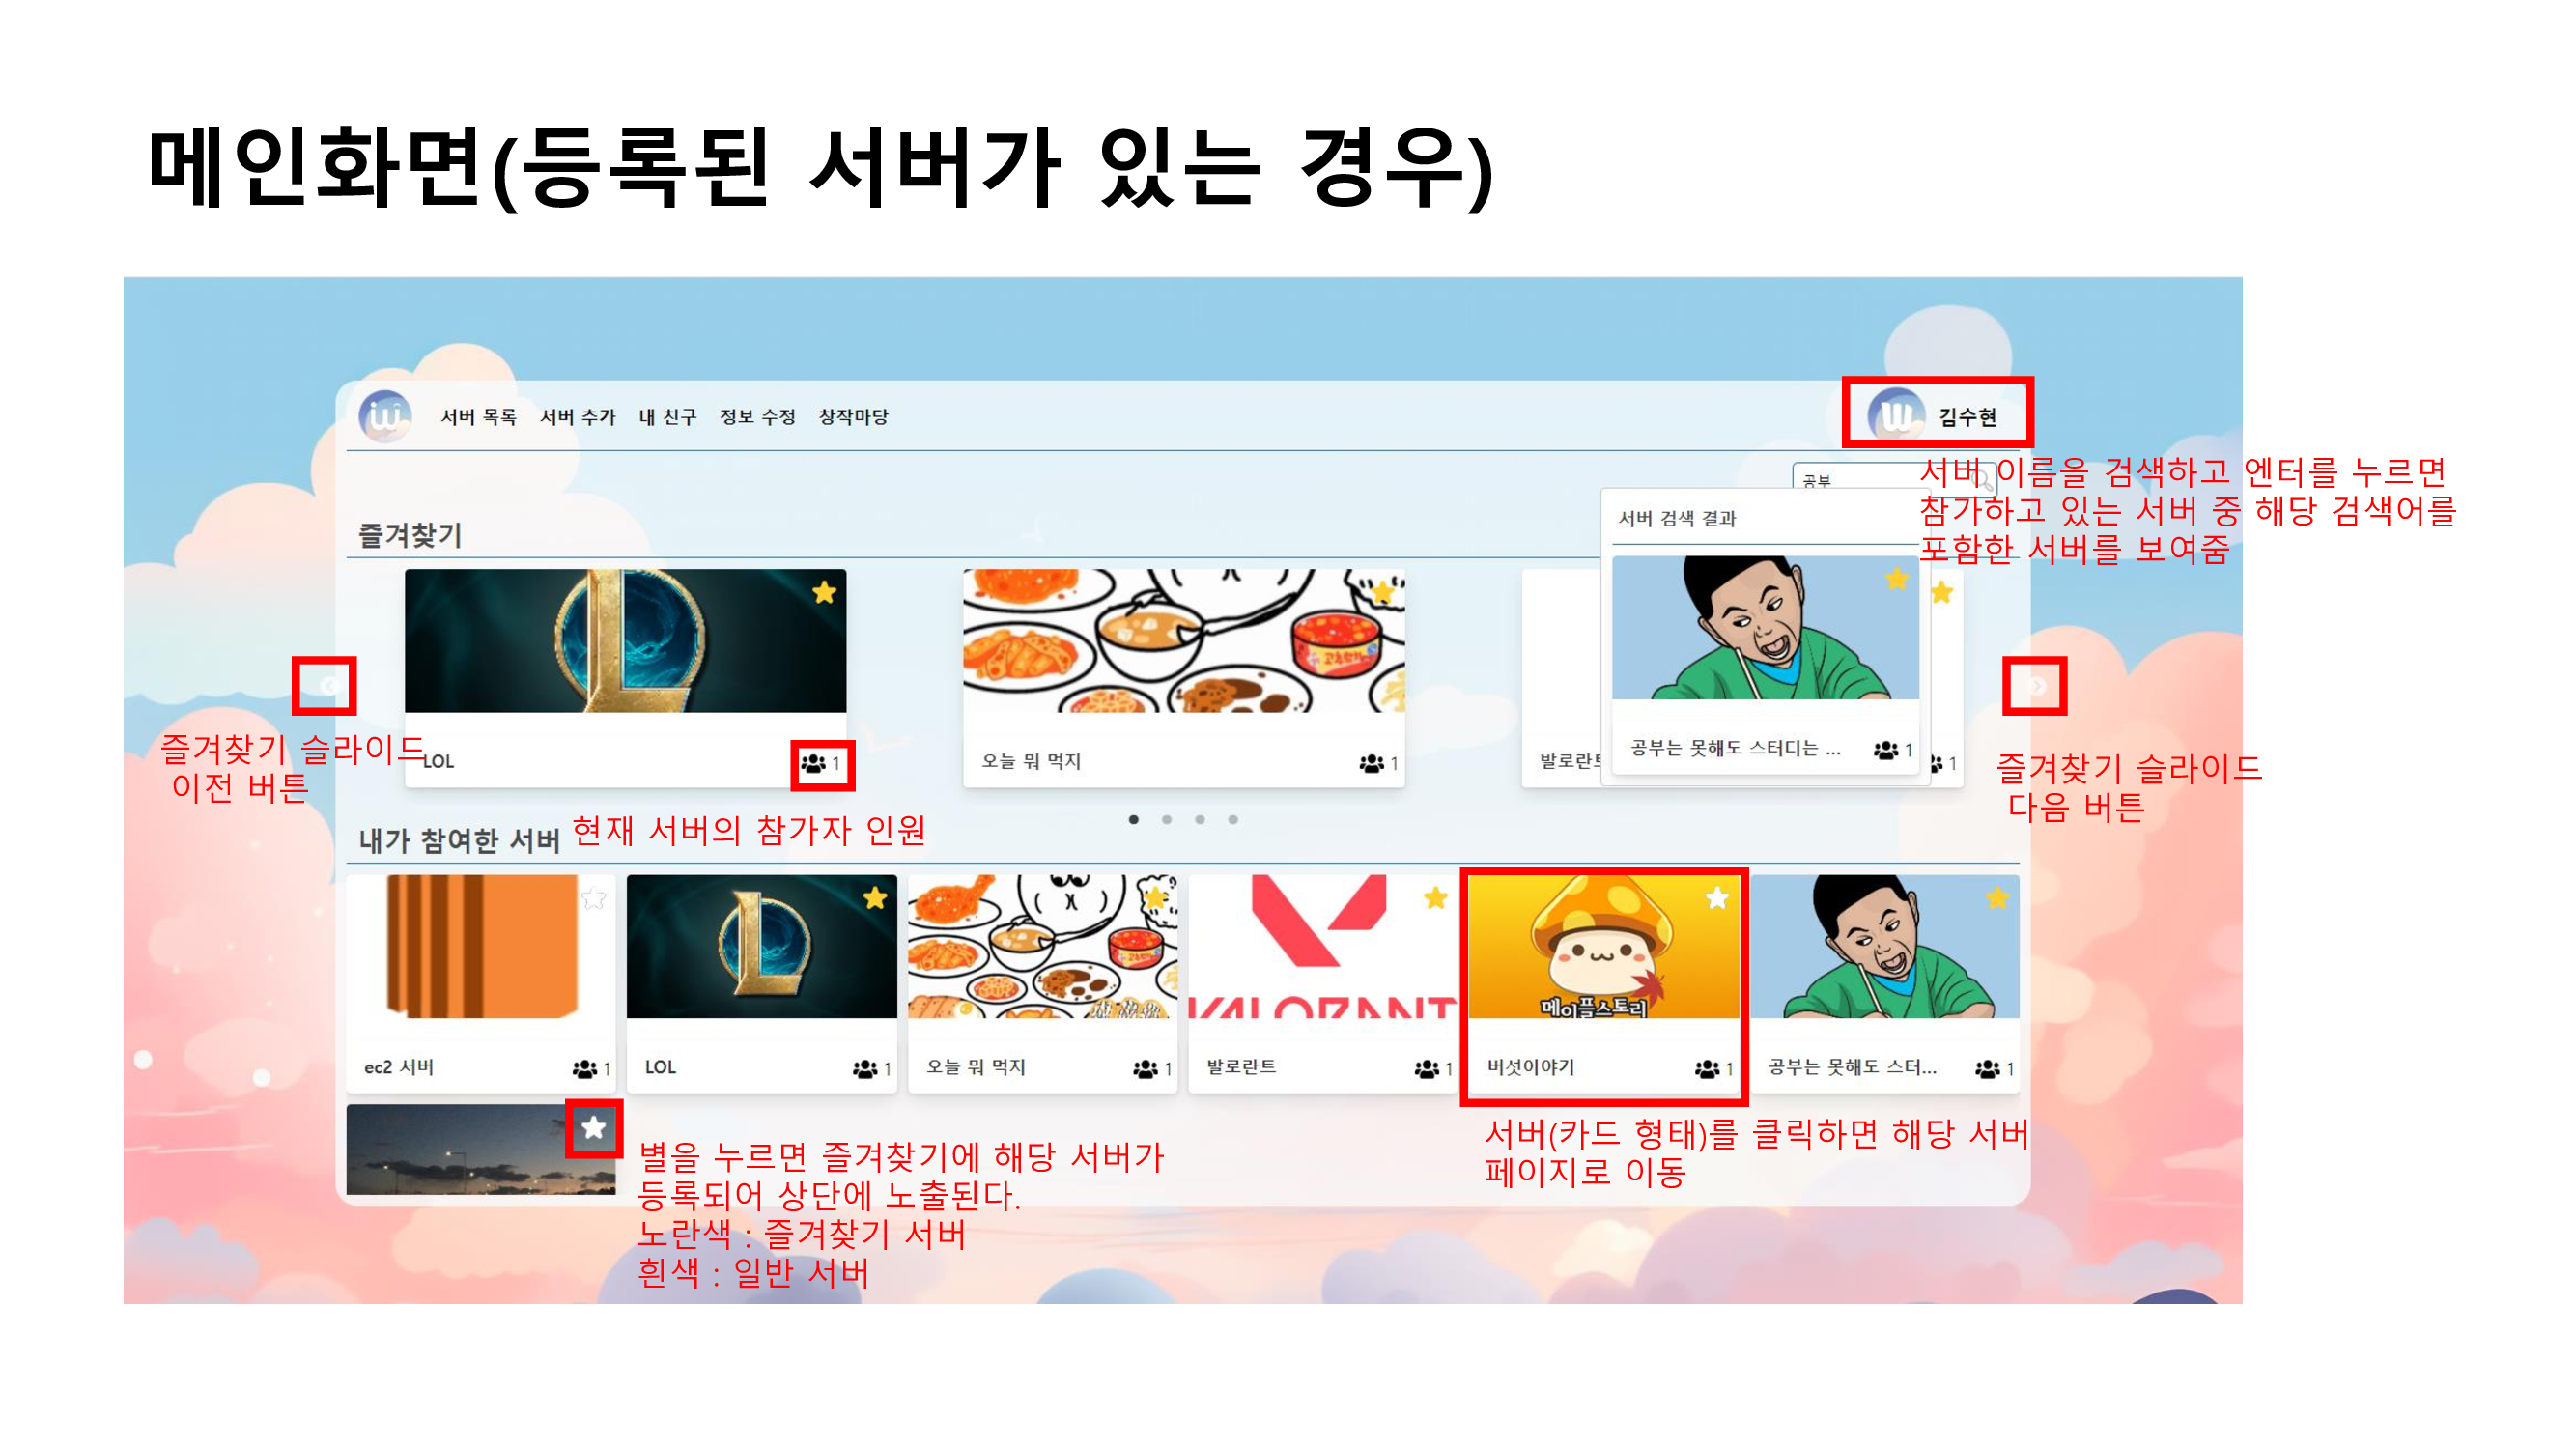 메인화면(등록된 서버가 있는 경우)
서버 목록 서버 추가 내 친구 정보 수정 창작마당
김수현
공부
서버 이름을 검색하고 엔터를 누르면
참가하고 있는 서버 중 해당 검색어를
포함한 서버를 보여줌
서버 검색 결과
공부는 못해도 스터디는 ... 1
즐겨찾기
LOL 1
오늘 뭐 먹지 1
발로란트 1
즐겨찾기 슬라이드
이전 버튼
즐겨찾기 슬라이드
다음 버튼
현재 서버의 참가자 인원
내가 참여한 서버
VALORANT
메이플스토리
ec2 서버 1
LOL 1
오늘 뭐 먹지 1
발로란트 1
버섯이야기 1
공부는 못해도 스터... 1
서버(카드 형태)를 클릭하면 해당 서버
페이지로 이동
별을 누르면 즐겨찾기에 해당 서버가
등록되어 상단에 노출된다.
노란색 : 즐겨찾기 서버
흰색 : 일반 서버